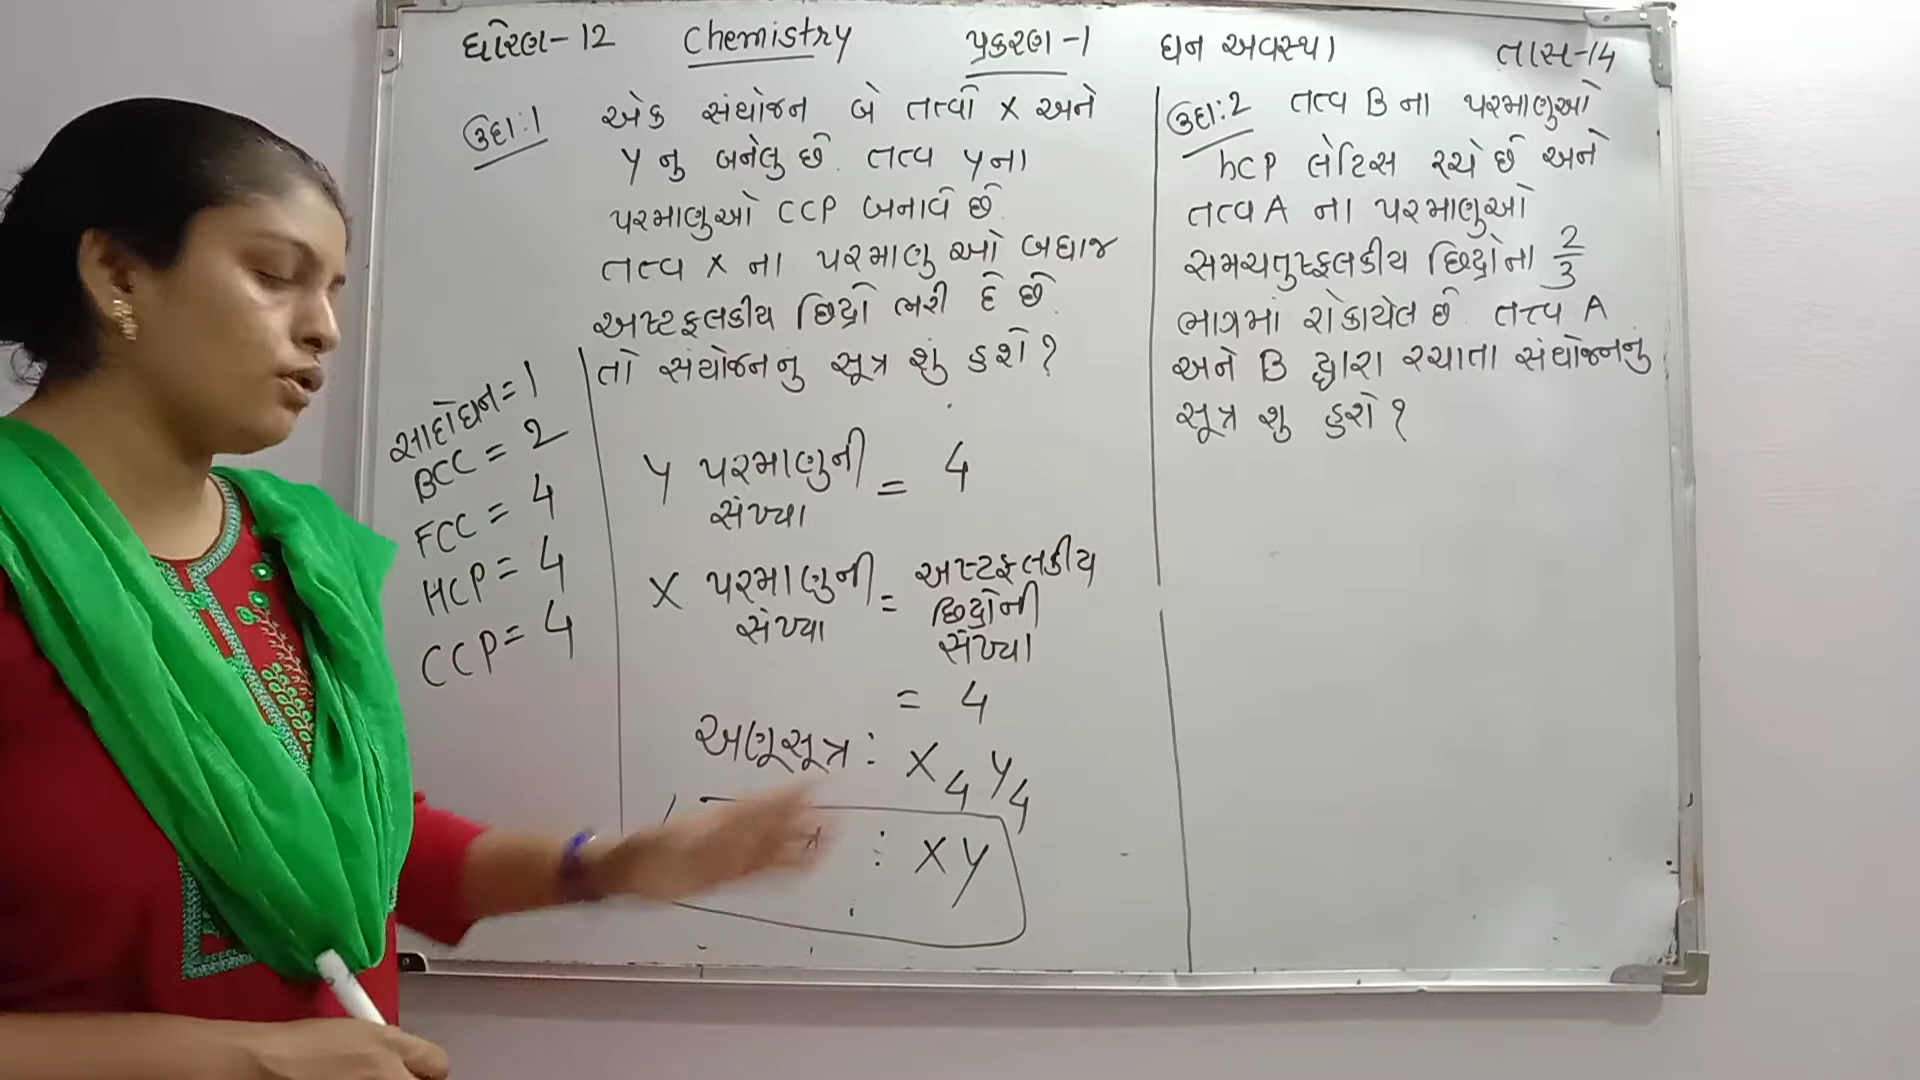 ધોરણ-12 Chemistry પ્રકરણ-1 ઘન અવસ્થા તાસ-14
ઉદા:1 એક સંયોજન બે તત્વો X અને
Y નુ બનેલુ છે. તત્વ Y ના
પરમાણુઓ CCP બનાવે છે.
તત્વ X ના પરમાણુ ઓ બધાજ
અષ્ટફલકીય છિદ્રો ભરી દે છે.
તો સંયોજનનું સૂત્ર શું હશે?
સાદોઘન = 1
BCC = 2
FCC = 4
HCP = 4
CCP = 4
Y પરમાણુની
સંખ્યા = 4
X પરમાણુની
સંખ્યા = અષ્ટફલકીય
છિદ્રોની
સંખ્યા
= 4
અણૂસૂત્ર : X4Y4
: XY
ઉદા:2 તત્વ B ના પરમાણુઓ
hCP લેટિસ રચે છે અને
તત્વ A ના પરમાણુઓ
સમચતુષ્ફલકીય છિદ્રોના 2/3
ભાગમાં રોકાયેલ છે. તત્વ A
અને B દ્વારા રચાતા સંયોજનનું
સૂત્ર શુ હશે?